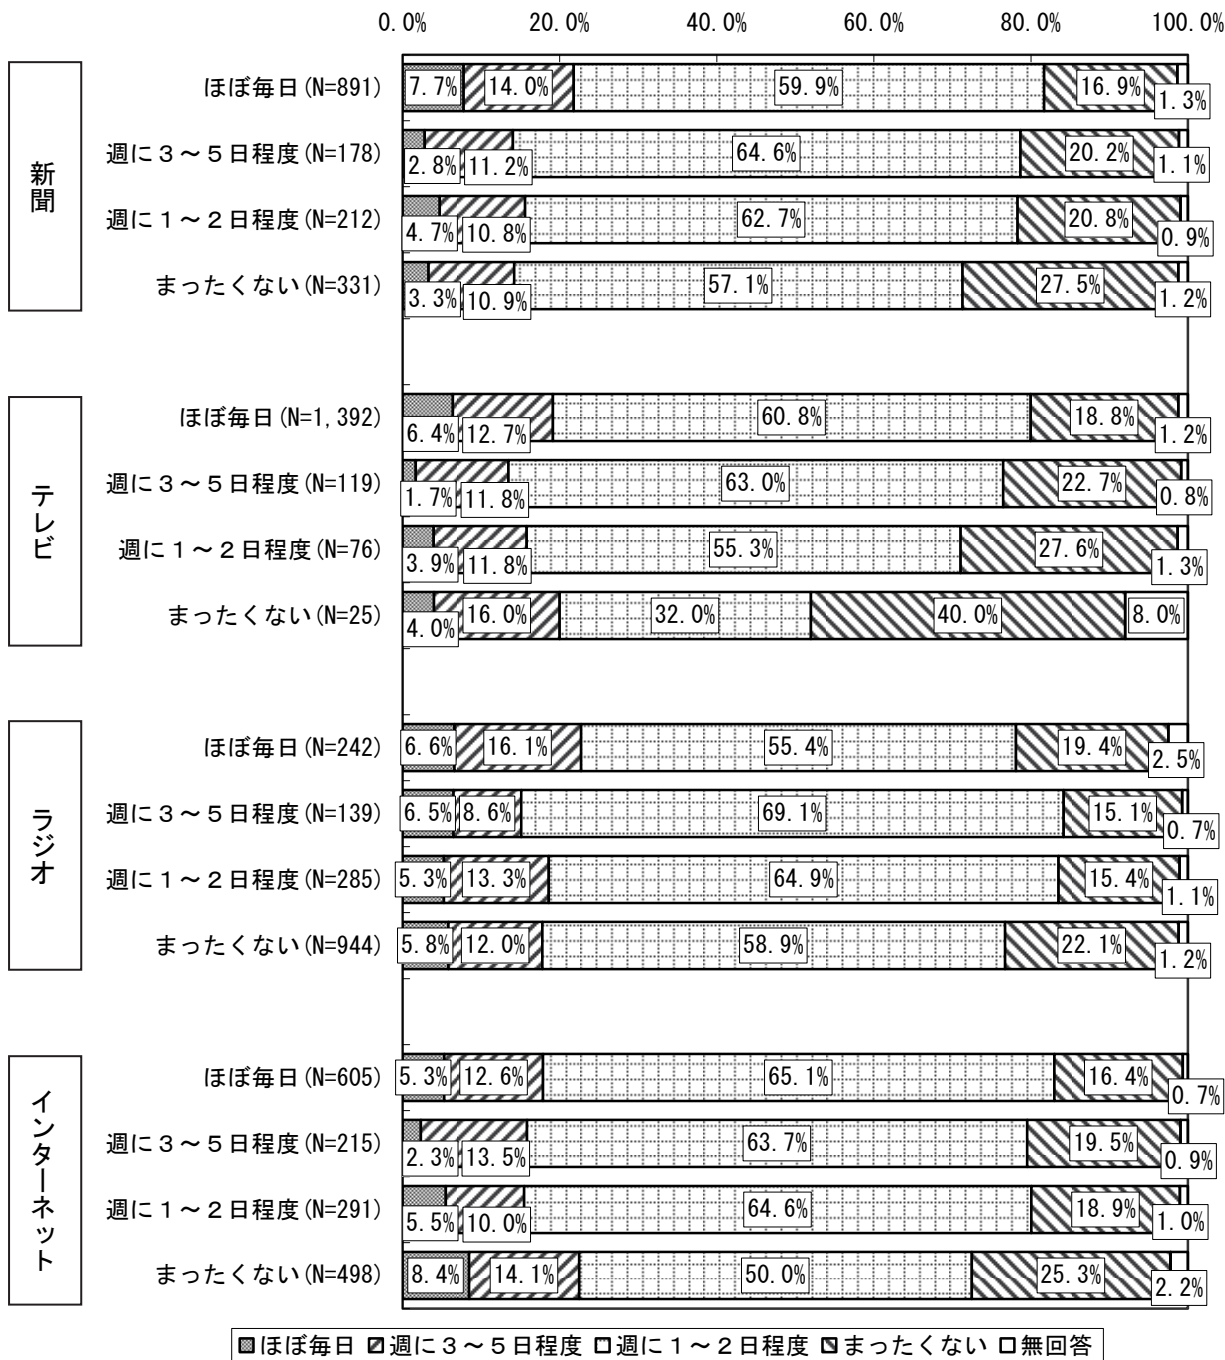 0.0% 20.0% 40.0% 60.0% 80.0% 100.0%
新聞
ほぼ毎日(N=891) 7.7% 14.0% 59.9% 16.9% 1.3%
週に３～５日程度(N=178) 2.8% 11.2% 64.6% 20.2% 1.1%
週に１～２日程度(N=212) 4.7% 10.8% 62.7% 20.8% 0.9%
まったくない(N=331) 3.3% 10.9% 57.1% 27.5% 1.2%
テレビ
ほぼ毎日(N=1,392) 6.4% 12.7% 60.8% 18.8% 1.2%
週に３～５日程度(N=119) 1.7% 11.8% 63.0% 22.7% 0.8%
週に１～２日程度(N=76) 3.9% 11.8% 55.3% 27.6% 1.3%
まったくない(N=25) 4.0% 16.0% 32.0% 40.0% 8.0%
ラジオ
ほぼ毎日(N=242) 6.6% 16.1% 55.4% 19.4% 2.5%
週に３～５日程度(N=139) 6.5% 8.6% 69.1% 15.1% 0.7%
週に１～２日程度(N=285) 5.3% 13.3% 64.9% 15.4% 1.1%
まったくない(N=944) 5.8% 12.0% 58.9% 22.1% 1.2%
インターネット
ほぼ毎日(N=605) 5.3% 12.6% 65.1% 16.4% 0.7%
週に３～５日程度(N=215) 2.3% 13.5% 63.7% 19.5% 0.9%
週に１～２日程度(N=291) 5.5% 10.0% 64.6% 18.9% 1.0%
まったくない(N=498) 8.4% 14.1% 50.0% 25.3% 2.2%
ほぼ毎日 週に３～５日程度 週に１～２日程度 まったくない 無回答